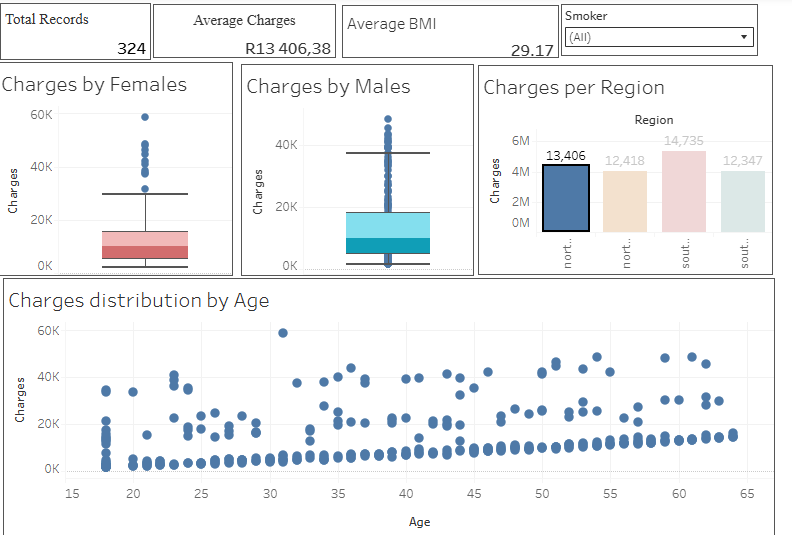 Total Records
324
Average Charges
R13 406,38
Average BMI
29.17
Smoker
(All)
Charges by Females
Charges
60K
40K
20K
0K
Charges by Males
Charges
40K
20K
0K
Charges per Region
Region
Charges
6M
4M
2M
0M
13,406
12,418
14,735
12,347
nort..
nort..
sout..
sout..
Charges distribution by Age
Charges
60K
40K
20K
0K
15 20 25 30 35 40 45 50 55 60 65
Age